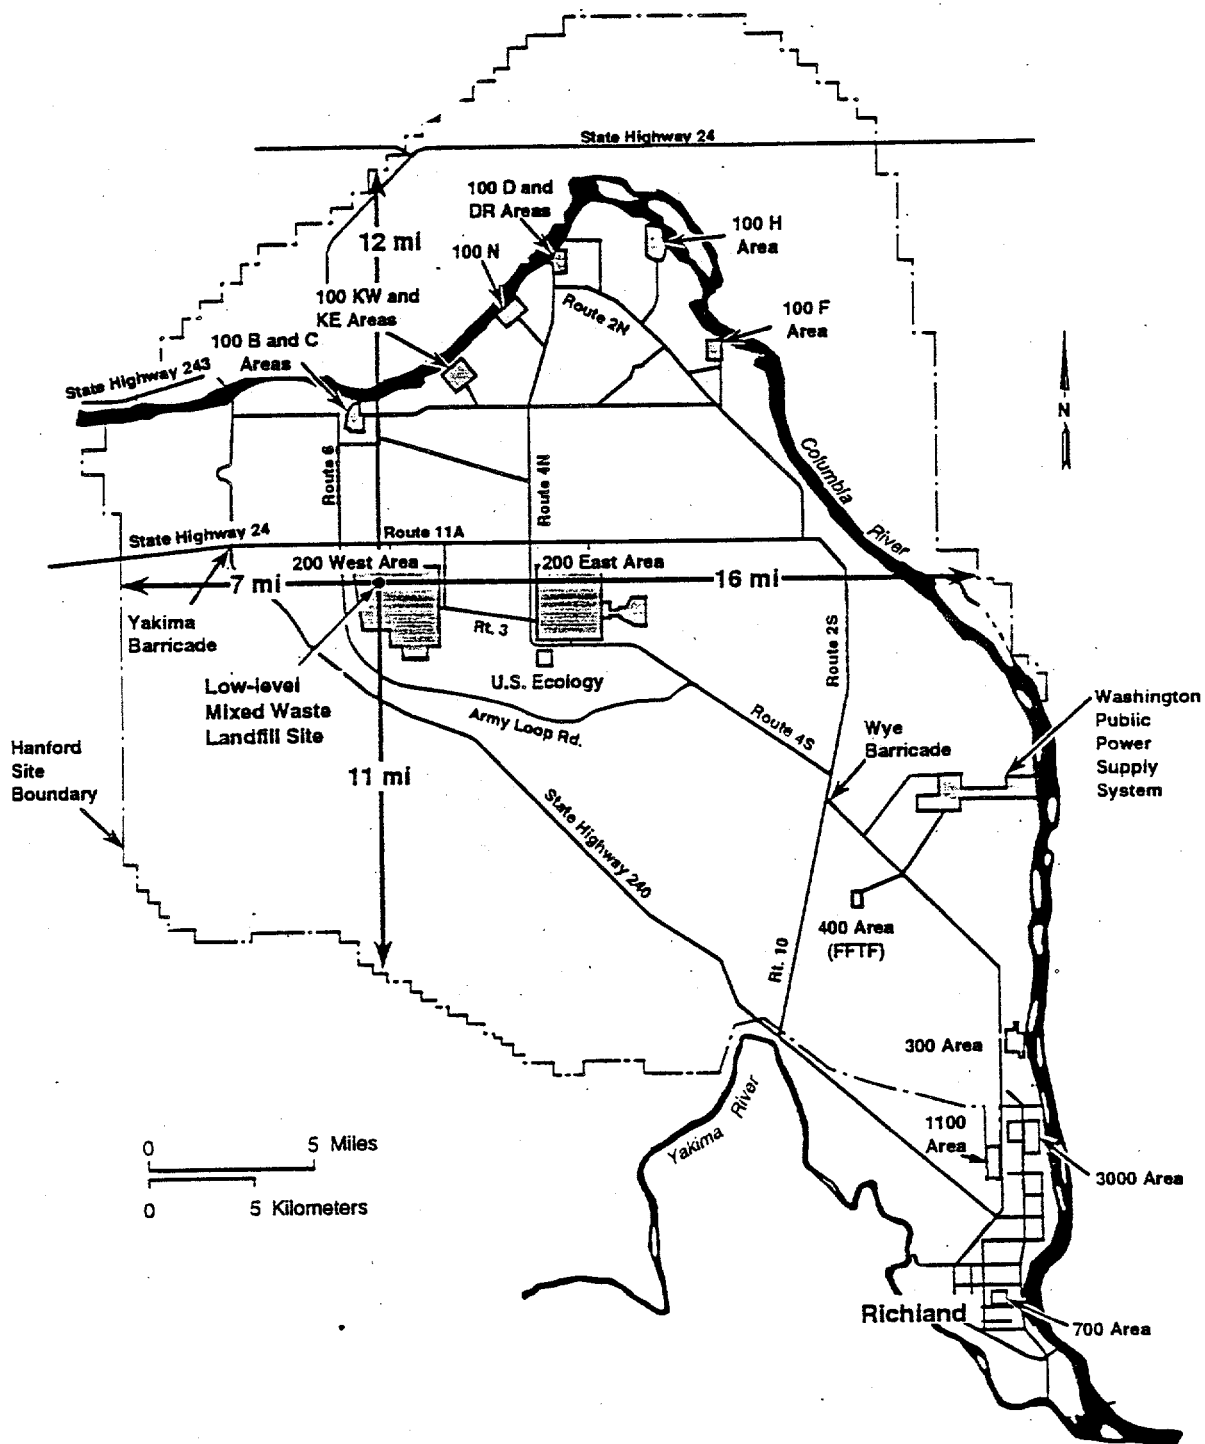 State Highway 24
100 D and
DR Areas
100 H
Area
12 mi
100 N
100 KW and
KE Areas
Route 2N
100 F
Area
100 B and C
Areas
State Highway 243
N
Columbia
River
Route 6
Route 4N
State Highway 24
Route 11A
200 West Area
200 East Area
7 mi
16 mi
Yakima
Barricade
Rt. 3
Route 2S
U.S. Ecology
Low-level
Mixed Waste
Landfill Site
Army Loop Rd.
Route 4S
Wye
Barricade
Washington
Public
Power
Supply
System
Hanford
Site
Boundary
11 mi
State Highway 240
400 Area
(FFTF)
Rt. 10
300 Area
Yakima
River
1100
Area
3000 Area
0 5 Miles
0 5 Kilometers
Richland
700 Area